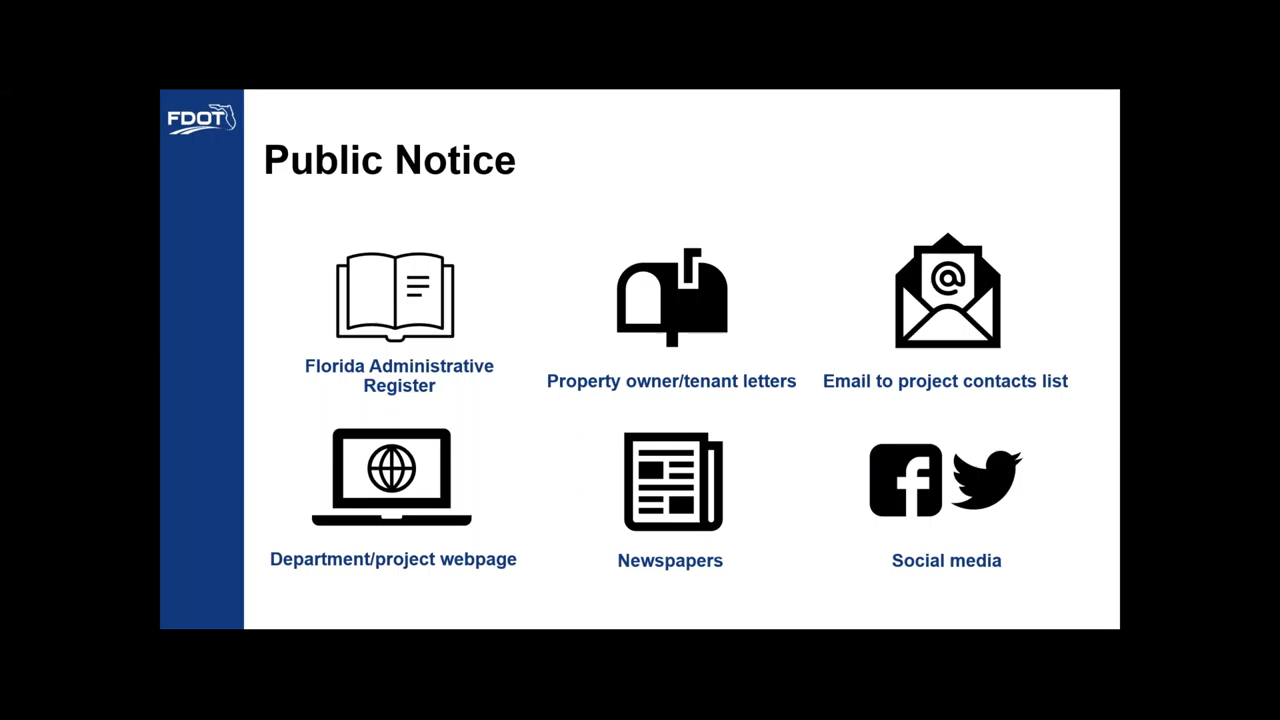 FDOT
Public Notice
Florida Administrative
Register
Property owner/tenant letters
Email to project contacts list
Department/project webpage
Newspapers
Social media